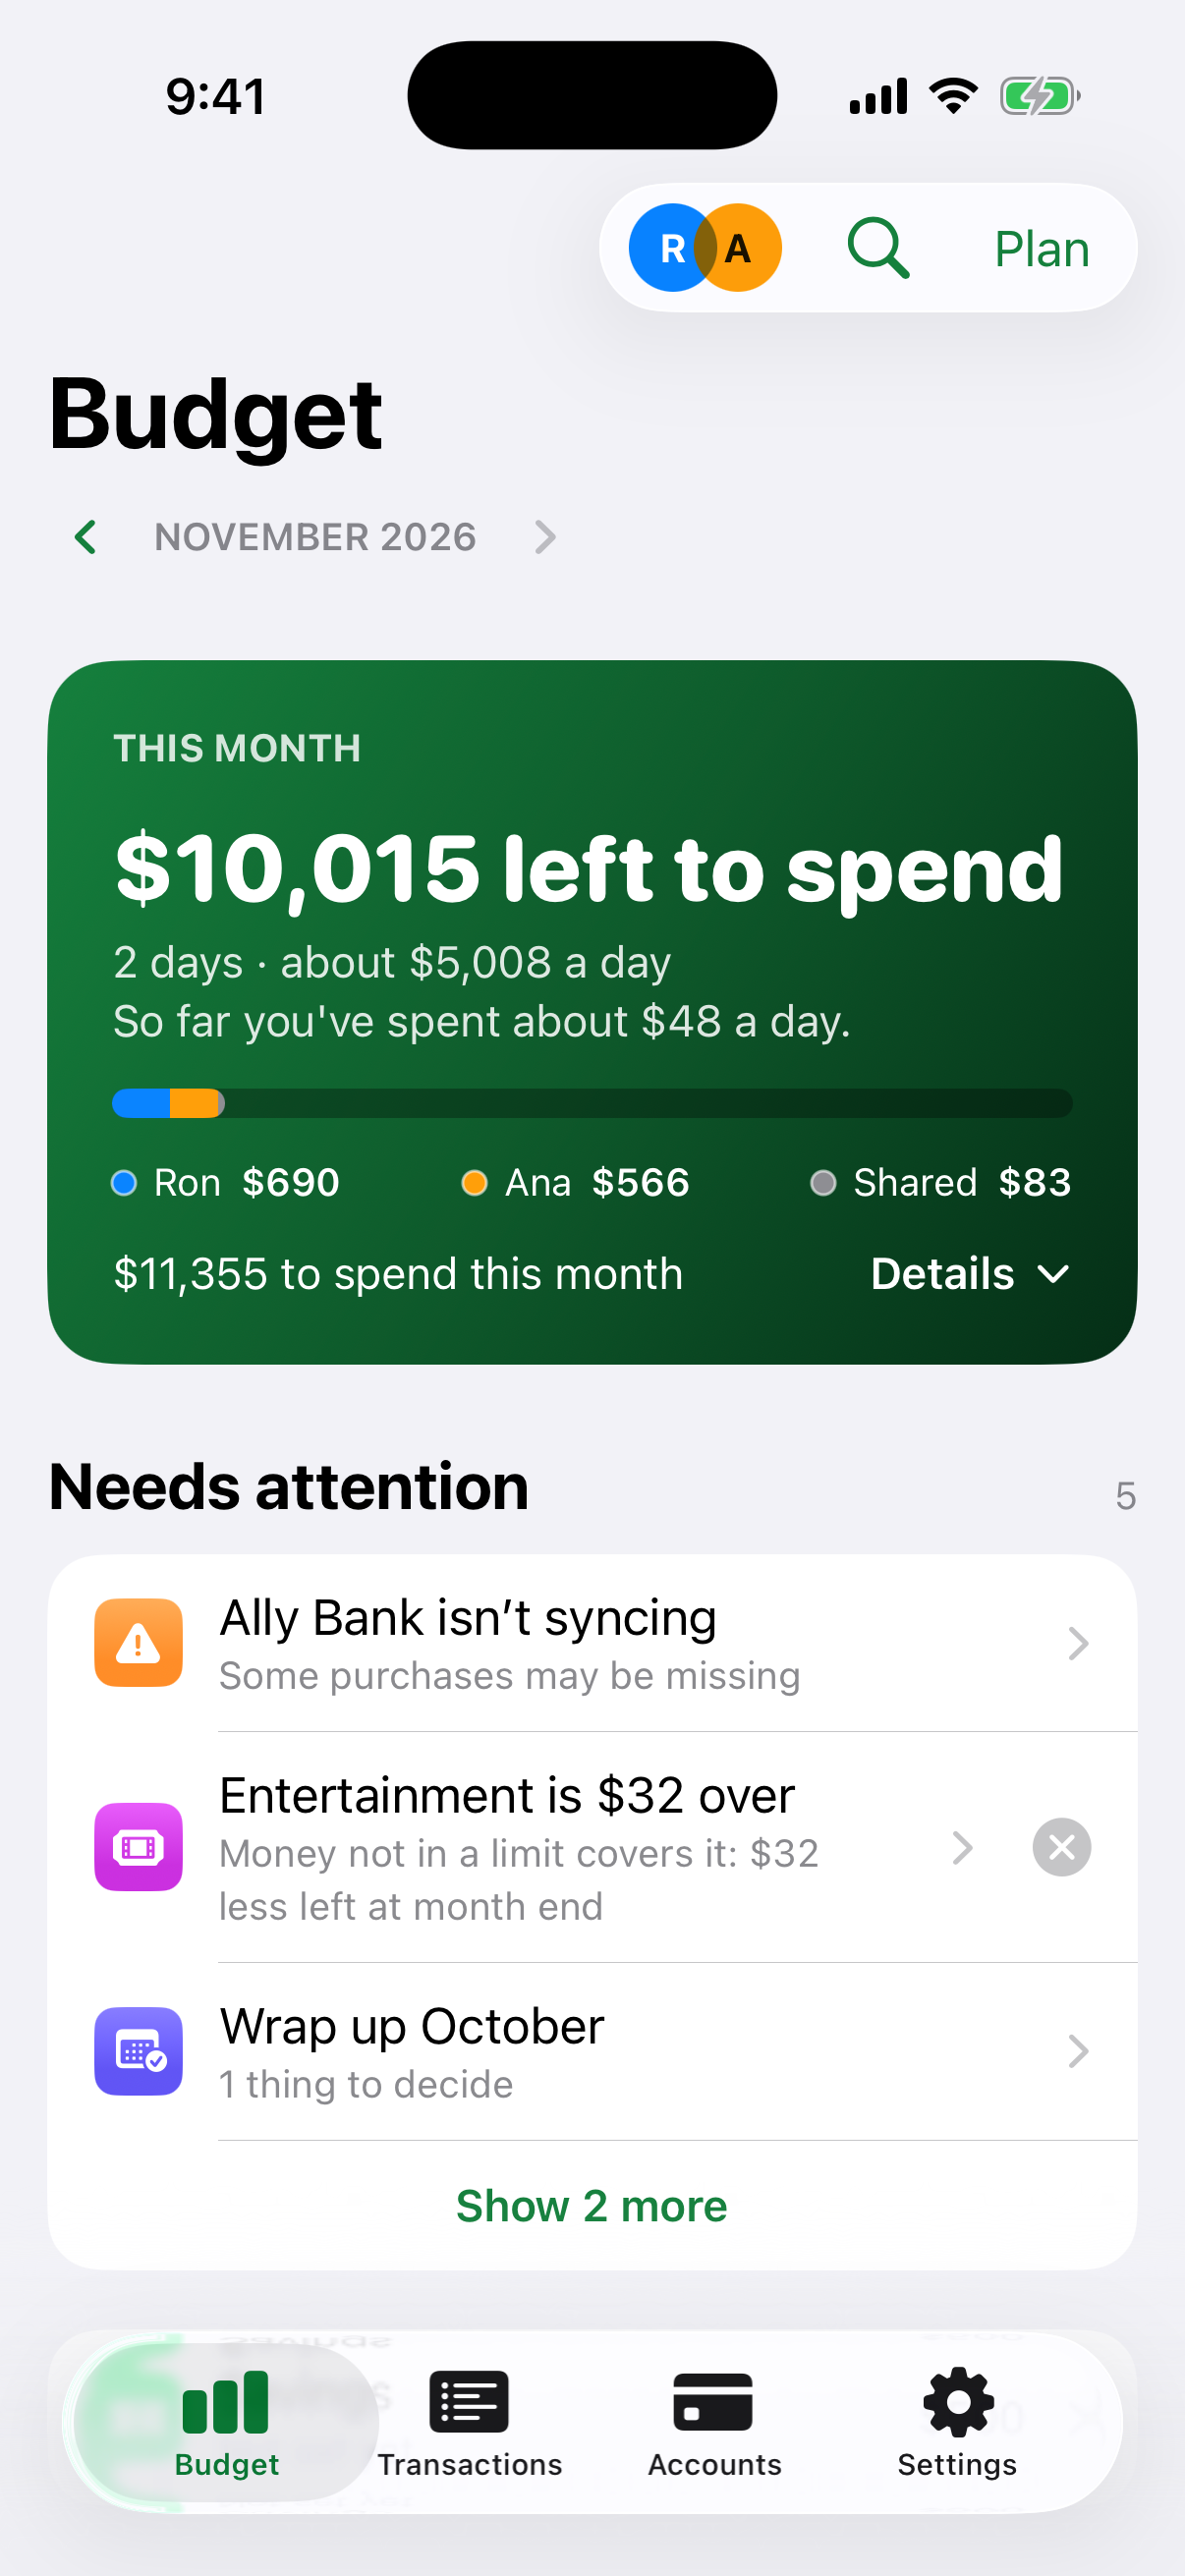 9:41
R A Plan
Budget
NOVEMBER 2026
THIS MONTH
$10,015 left to spend
2 days · about $5,008 a day
So far you've spent about $48 a day.
Ron $690 Ana $566 Shared $83
$11,355 to spend this month Details
Needs attention 5
Ally Bank isn’t syncing
Some purchases may be missing
Entertainment is $32 over
Money not in a limit covers it: $32
less left at month end
Wrap up October
1 thing to decide
Show 2 more
Budget Transactions Accounts Settings